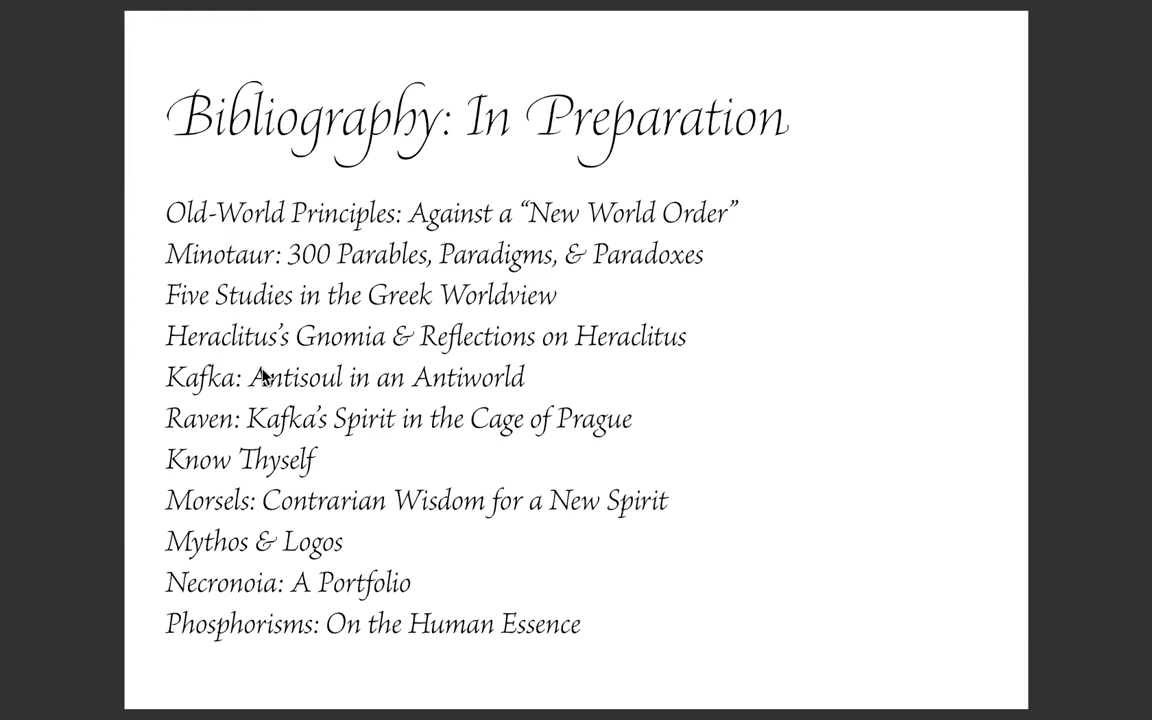 Bibliography: In Preparation
Old-World Principles: Against a “New World Order”
Minotaur: 300 Parables, Paradigms, & Paradoxes
Five Studies in the Greek Worldview
Heraclitus’s Gnomia & Reflections on Heraclitus
Kafka: Antisoul in an Antiworld
Raven: Kafka’s Spirit in the Cage of Prague
Know Thyself
Morsels: Contrarian Wisdom for a New Spirit
Mythos & Logos
Necronoia: A Portfolio
Phosphorisms: On the Human Essence